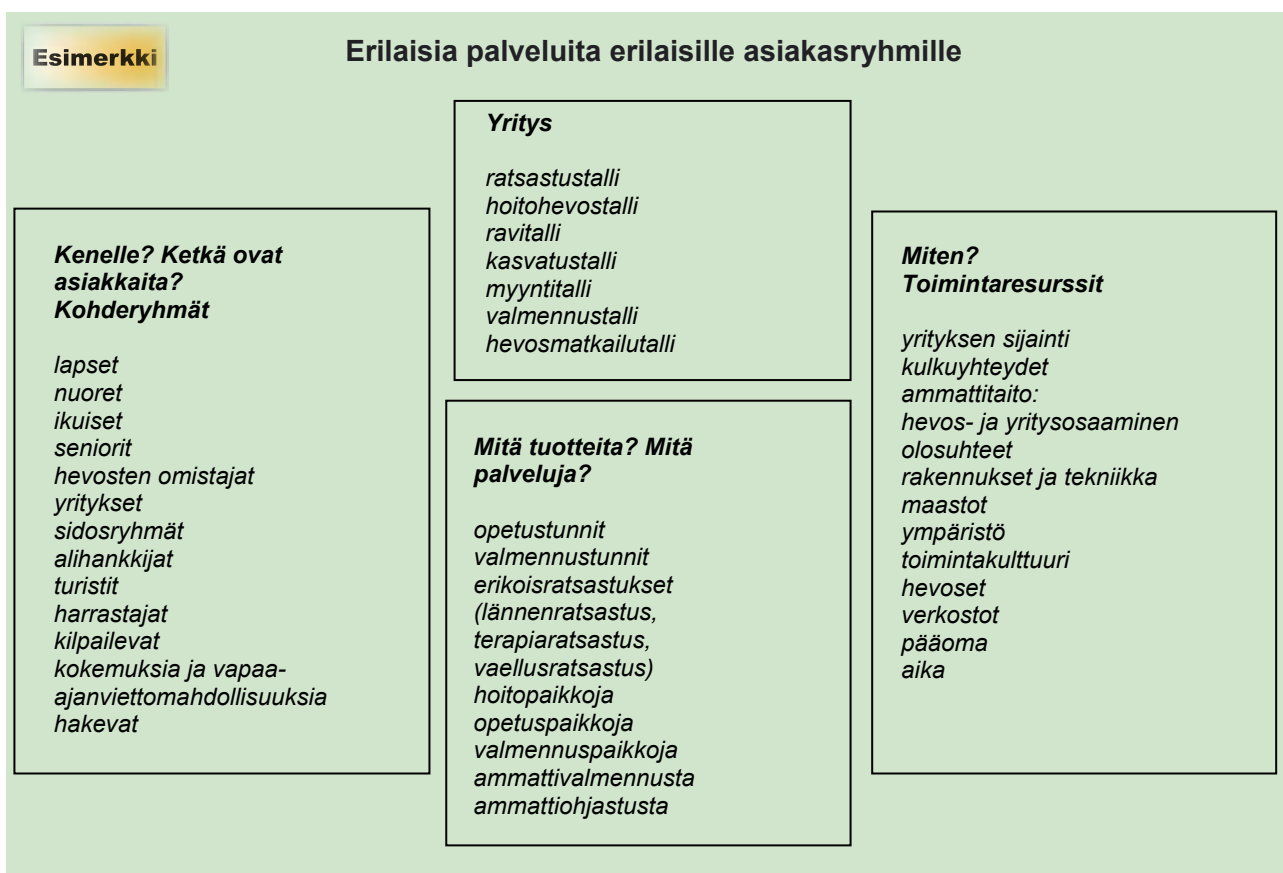 Esimerkki
Erilaisia palveluita erilaisille asiakasryhmille
Yritys
ratsastustalli
hoitohevostalli
ravitalli
kasvatustalli
myyntitalli
valmennustalli
hevosmatkailutalli
Kenelle? Ketkä ovat
asiakkaita?
Kohderyhmät
lapset
nuoret
ikuiset
seniorit
hevosten omistajat
yritykset
sidosryhmät
alihankkijat
turistit
harrastajat
kilpailevat
kokemuksia ja vapaa-
ajanviettomahdollisuuksia
hakevat
Mitä tuotteita? Mitä
palveluja?
opetustunnit
valmennustunnit
erikoisratsastukset
(lännenratsastus,
terapiaratsastus,
vaellusratsastus)
hoitopaikkoja
opetuspaikkoja
valmennuspaikkoja
ammattivalmennusta
ammattiohjastusta
Miten?
Toimintaresurssit
yrityksen sijainti
kulkuyhteydet
ammattitaito:
hevos- ja yritysosaaminen
olosuhteet
rakennukset ja tekniikka
maastot
ympäristö
toimintakulttuuri
hevoset
verkostot
pääoma
aika